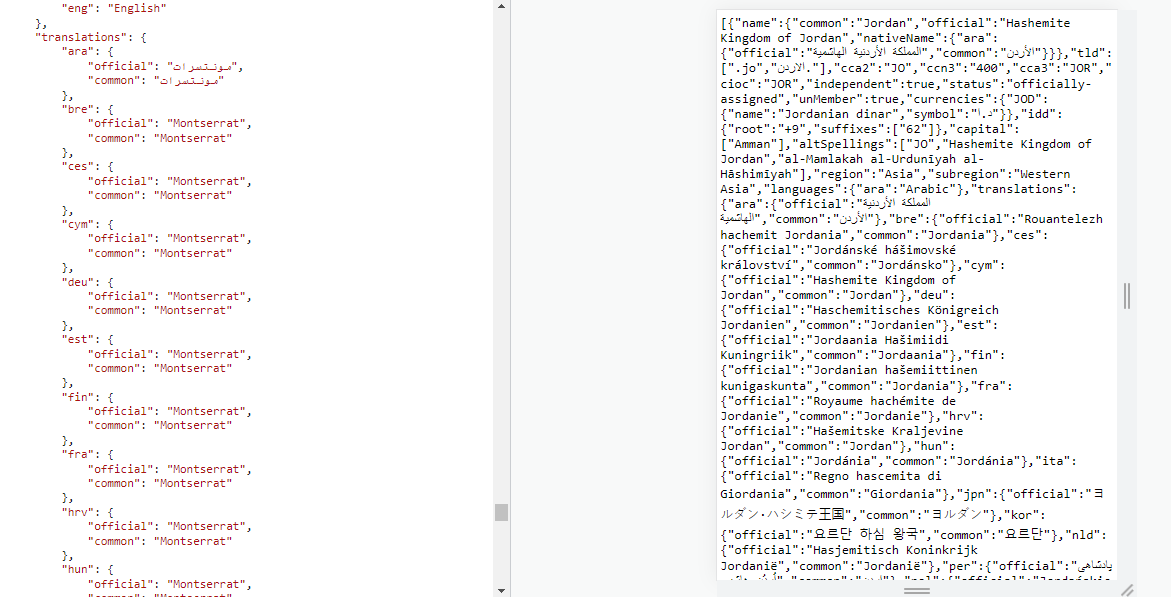 "eng": "English"
},
"translations": {
"ara": {
"official": "مونتسرات",
"common": "مونتسرات"
},
"bre": {
"official": "Montserrat",
"common": "Montserrat"
},
"ces": {
"official": "Montserrat",
"common": "Montserrat"
},
"cym": {
"official": "Montserrat",
"common": "Montserrat"
},
"deu": {
"official": "Montserrat",
"common": "Montserrat"
},
"est": {
"official": "Montserrat",
"common": "Montserrat"
},
"fin": {
"official": "Montserrat",
"common": "Montserrat"
},
"fra": {
"official": "Montserrat",
"common": "Montserrat"
},
"hrv": {
"official": "Montserrat",
"common": "Montserrat"
},
"hun": {
"official": "Montserrat",
[{"name":{"common":"Jordan","official":"Hashemite
Kingdom of Jordan","nativeName":{"ara":
{"official":"المملكة الأردنية الهاشمية","common":"الأردن"}}},"tld":
[".jo","الاردن."],"cca2":"JO","ccn3":"400","cca3":"JOR","
cioc":"JOR","independent":true,"status":"officially-
assigned","unMember":true,"currencies":{"JOD":
{"name":"Jordanian dinar","symbol":"د.ا"}},"idd":
{"root":"+9","suffixes":["62"]},"capital":
["Amman"],"altSpellings":["JO","Hashemite Kingdom of
Jordan","al-Mamlakah al-Urdunīyah al-
Hāshimīyah"],"region":"Asia","subregion":"Western
Asia","languages":{"ara":"Arabic"},"translations":
{"ara":{"official":"المملكة الأردنية
الهاشمية","common":"الأردن"},"bre":{"official":"Rouantelezh
hachemit Jordania","common":"Jordania"},"ces":
{"official":"Jordánské hášimovské
království","common":"Jordánsko"},"cym":
{"official":"Hashemite Kingdom of
Jordan","common":"Jordan"},"deu":
{"official":"Haschemitisches Königreich
Jordanien","common":"Jordanien"},"est":
{"official":"Jordaania Hašimiidi
Kuningriik","common":"Jordaania"},"fin":
{"official":"Jordanian hašemiittinen
kunigaskunta","common":"Jordania"},"fra":
{"official":"Royaume hachémite de
Jordanie","common":"Jordanie"},"hrv":
{"official":"Hašemitske Kraljevine
Jordan","common":"Jordan"},"hun":
{"official":"Jordánia","common":"Jordánia"},"ita":
{"official":"Regno hascemita di
Giordania","common":"Giordania"},"jpn":{"official":"ヨ
ルダン·ハシミテ王国","common":"ヨルダン"},"kor":
{"official":"요르단 하심 왕국","common":"요르단"},"nld":
{"official":"Hasjemitisch Koninkrijk
Jordanië","common":"Jordanië"},"per":{"official":"پادشاهی